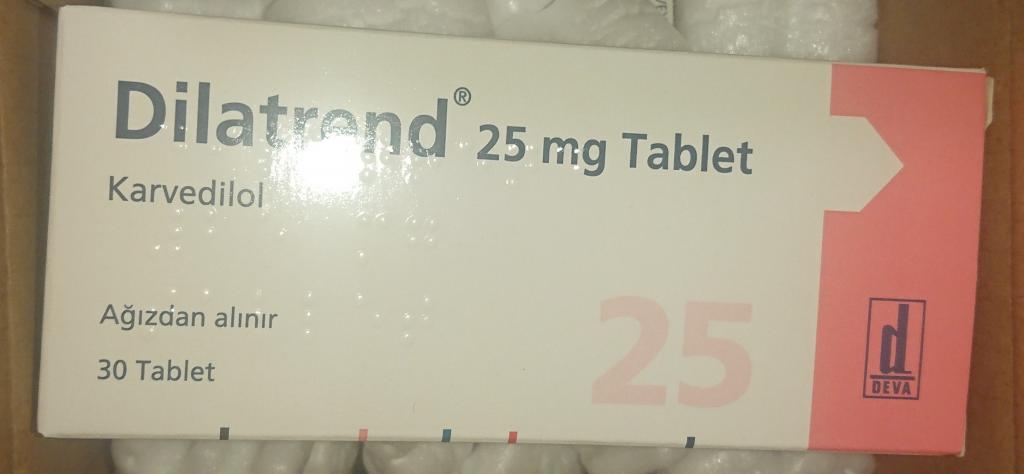 Dilatrend® 25 mg Tablet
Karvedilol
Ağızdan alınır
30 Tablet
25
d
DEVA